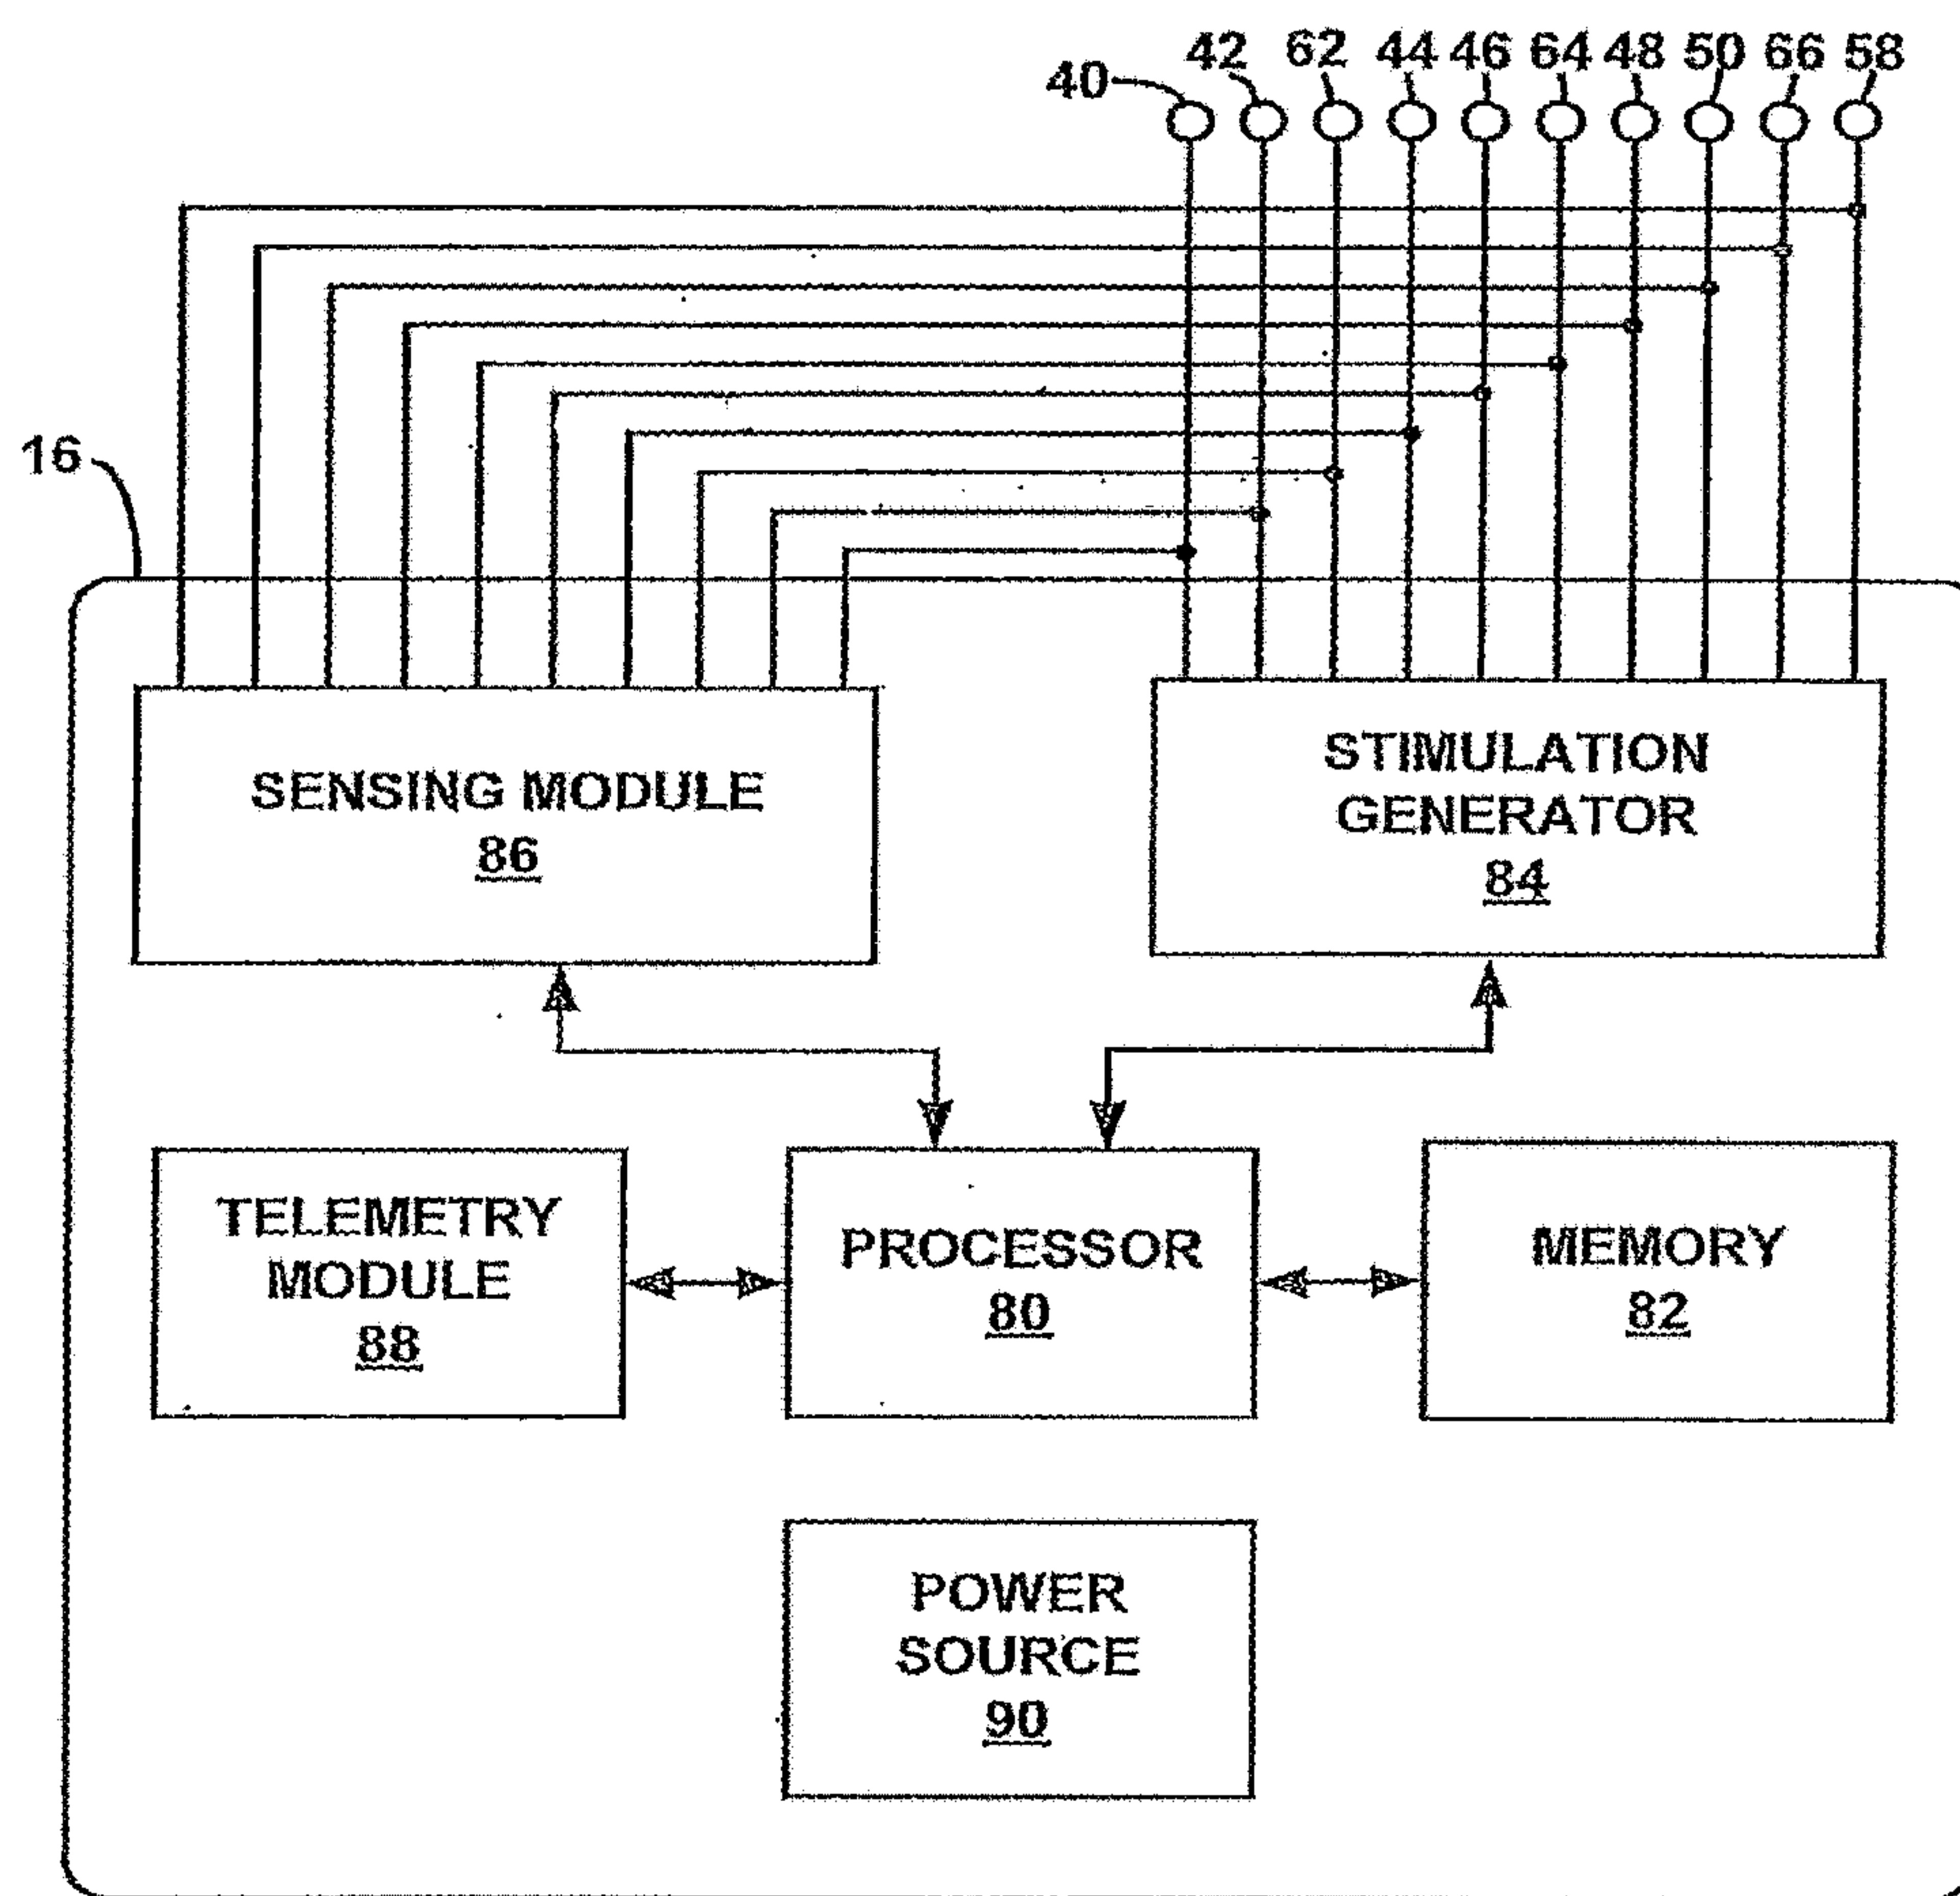 40 42 62 44 46 64 48 50 66 58
16
SENSING MODULE
86
STIMULATION
GENERATOR
84
TELEMETRY
MODULE
88
PROCESSOR
80
MEMORY
82
POWER
SOURCE
90